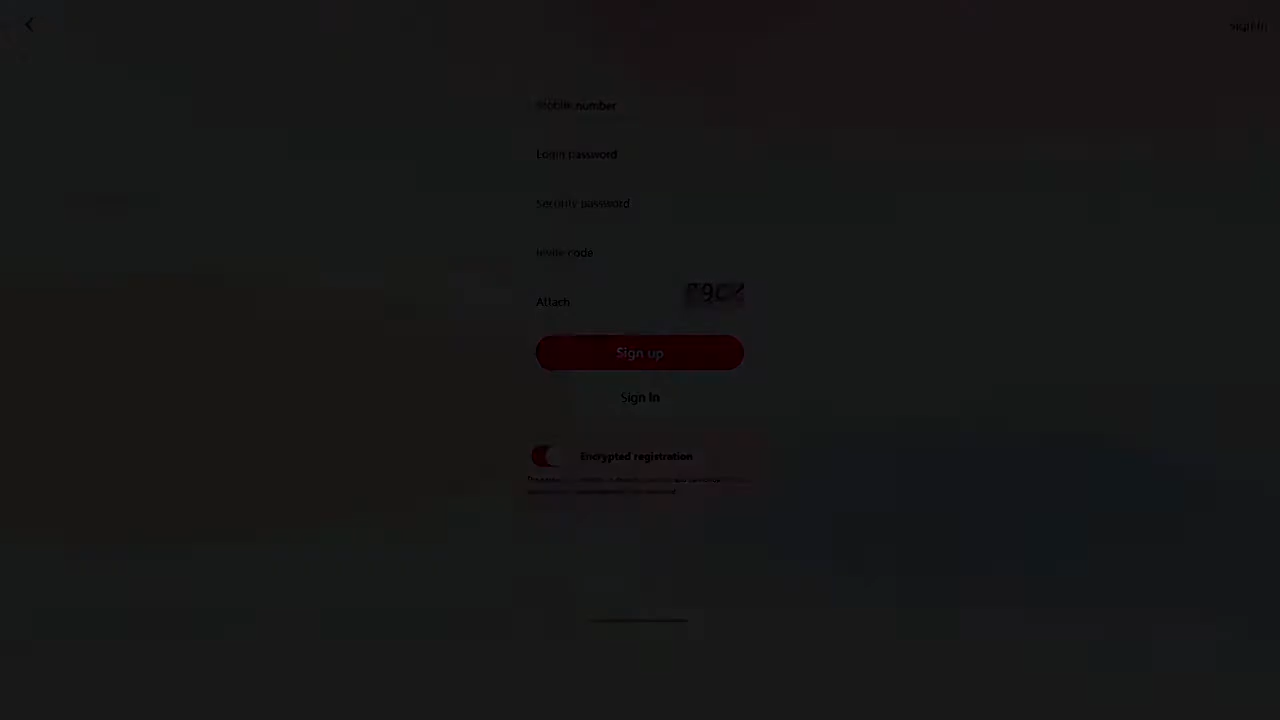 Sign In
Mobile number
Login password
Security password
Invite code
Attach
Sign up
Sign In
Encrypted registration